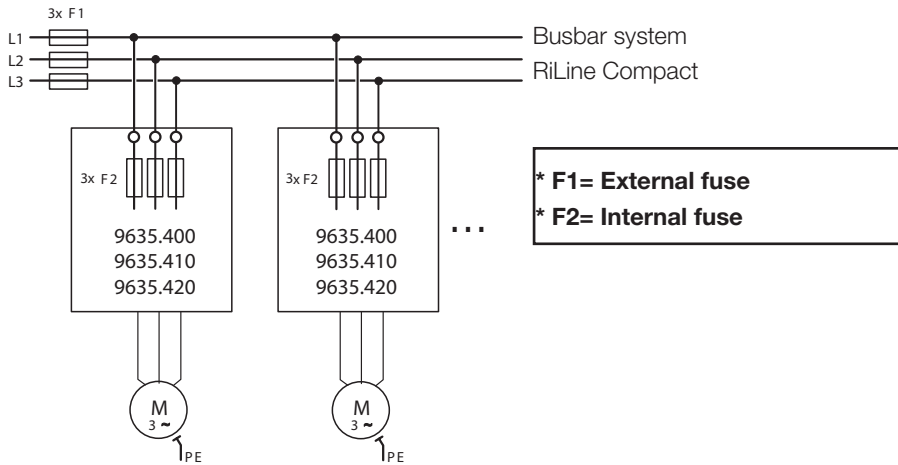 3x F1
L1
L2
L3
Busbar system
RiLine Compact
3x F2
9635.400
9635.410
9635.420
M
3 ~
PE
3x F2
9635.400
9635.410
9635.420
M
3 ~
PE
...
* F1= External fuse
* F2= Internal fuse